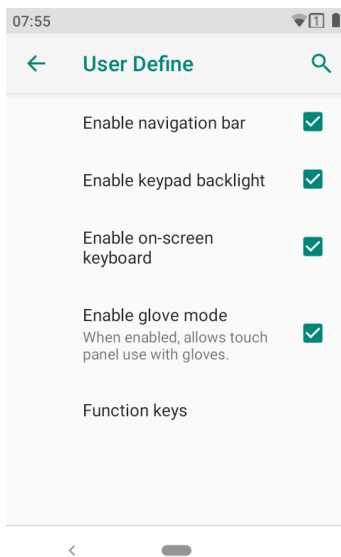 07:55
1
User Define
Enable navigation bar
Enable keypad backlight
Enable on-screen
keyboard
Enable glove mode
When enabled, allows touch
panel use with gloves.
Function keys